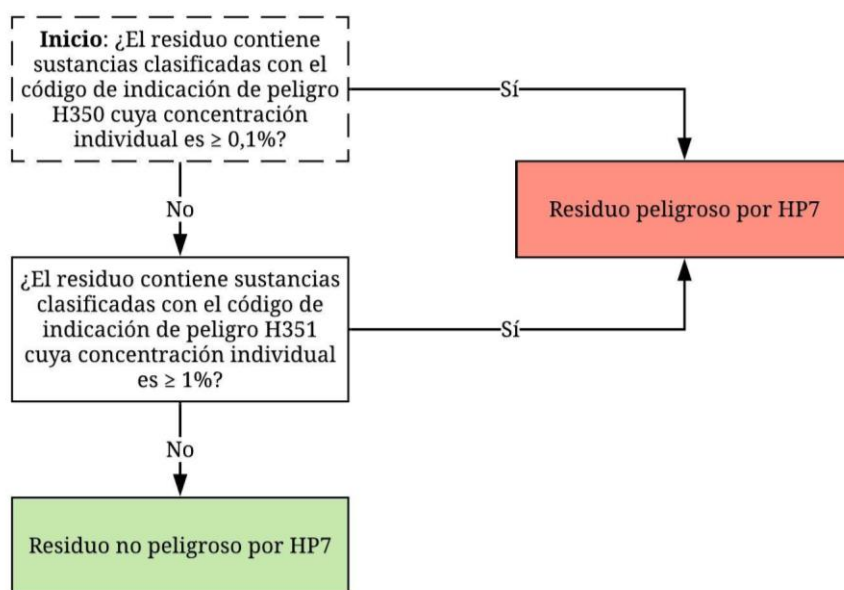 Inicio: ¿El residuo contiene
sustancias clasificadas con el
código de indicación de peligro
H350 cuya concentración
individual es ≥ 0,1%?
Sí
Residuo peligroso por HP7
No
¿El residuo contiene sustancias
clasificadas con el código de
indicación de peligro H351
cuya concentración individual
es ≥ 1%?
Sí
No
Residuo no peligroso por HP7